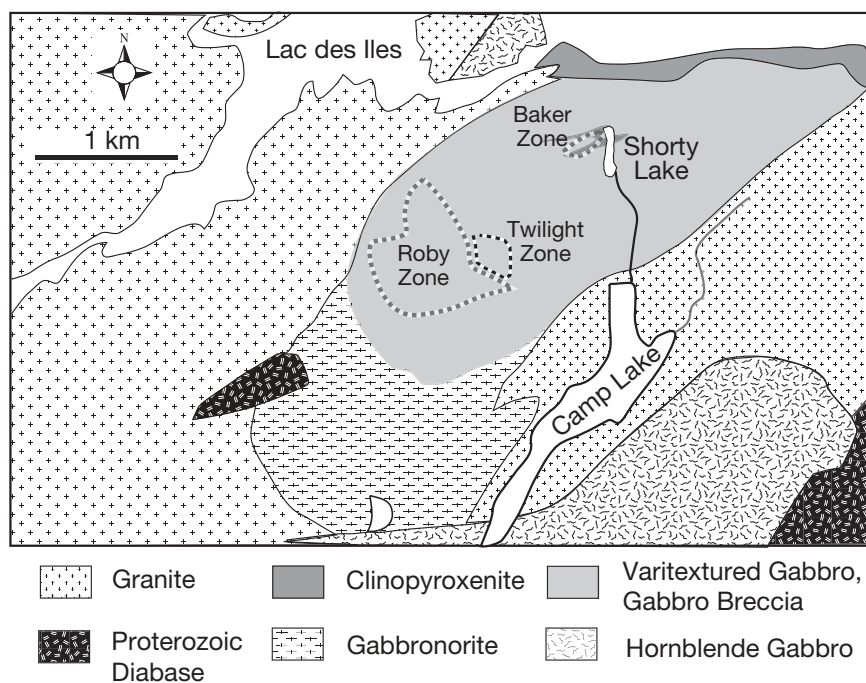 N
Lac des Iles
1 km
Baker
Zone
Shorty
Lake
Twilight
Zone
Roby
Zone
Camp Lake
Granite
Clinopyroxenite
Varitextured Gabbro,
Gabbro Breccia
Proterozoic
Diabase
Gabbronorite
Hornblende Gabbro